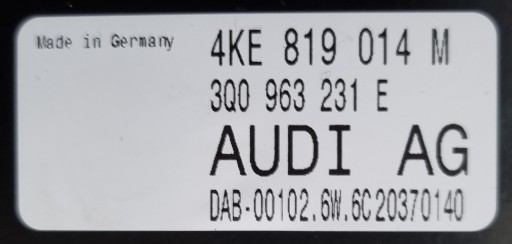 Made in Germany
4KE 819 014 M
3Q0 963 231 E
AUDI AG
DAB-00102.6W.6C20370140